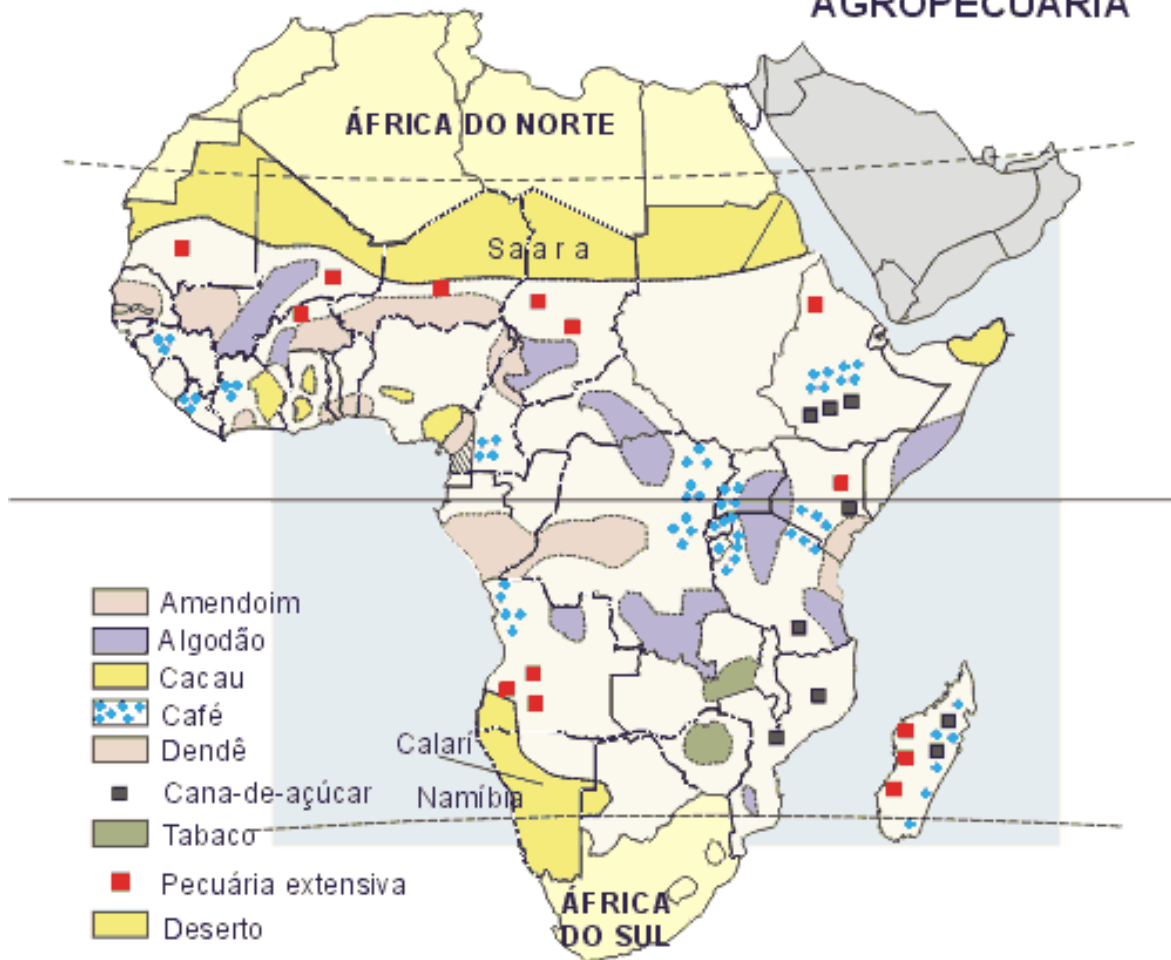 AGROPECUÁRIA
ÁFRICA DO NORTE
Saara
Amendoim
Algodão
Cacau
Café
Dendê
Calarí
Cana-de-açúcar
Namíbia
Tabaco
Pecuária extensiva
ÁFRICA
DO SUL
Deserto